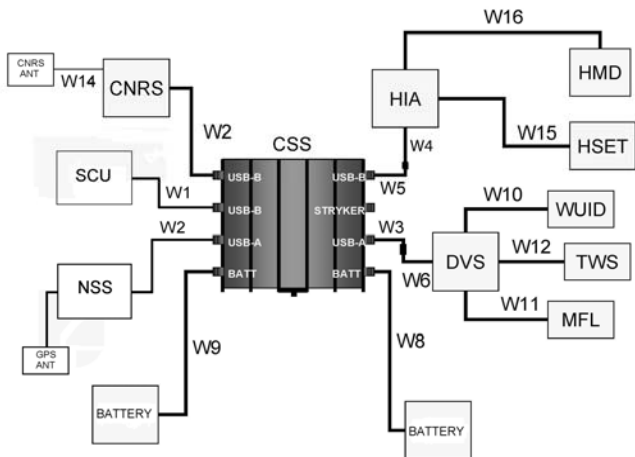 W16
CNRS
ANT
W14
CNRS
HIA
HMD
W2
CSS
W4
W15
HSET
SCU
W1
USB-B
USB-B
W5
USB-B
STRYKER
W10
WUID
W2
USB-A
USB-A
W3
W12
TWS
NSS
BATT
BATT
W6
DVS
W11
MFL
GPS
ANT
W9
W8
BATTERY
BATTERY